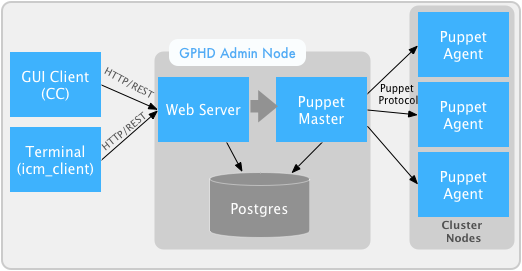 GPHD Admin Node
GUI Client
(CC)
HTTP/REST
Terminal
(icm_client)
HTTP/REST
Web Server
Puppet
Master
Postgres
Puppet
Protocol
Puppet
Agent
Puppet
Agent
Puppet
Agent
Cluster
Nodes